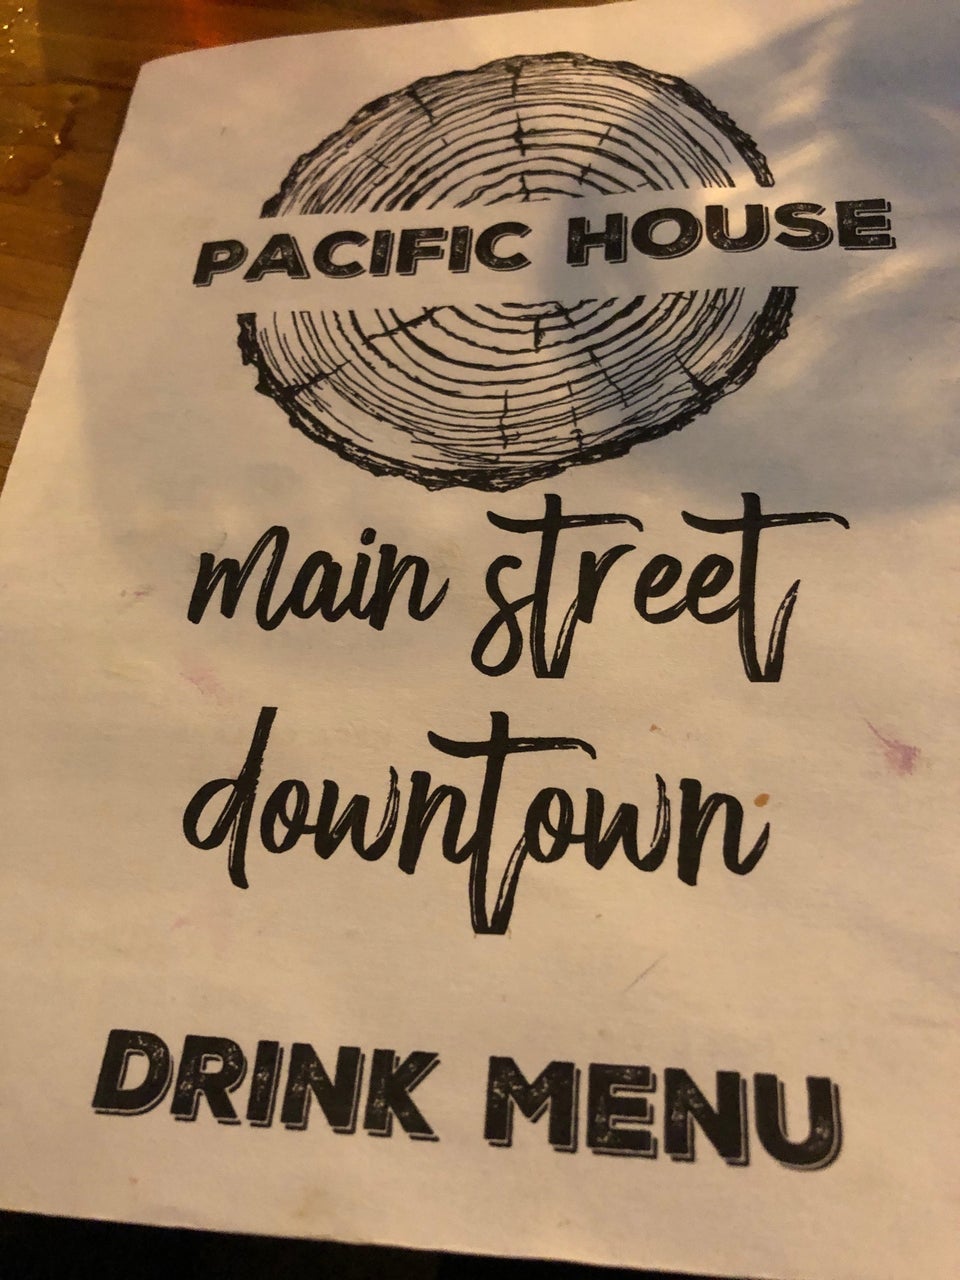 PACIFIC HOUSE
main street
downtown
DRINK MENU